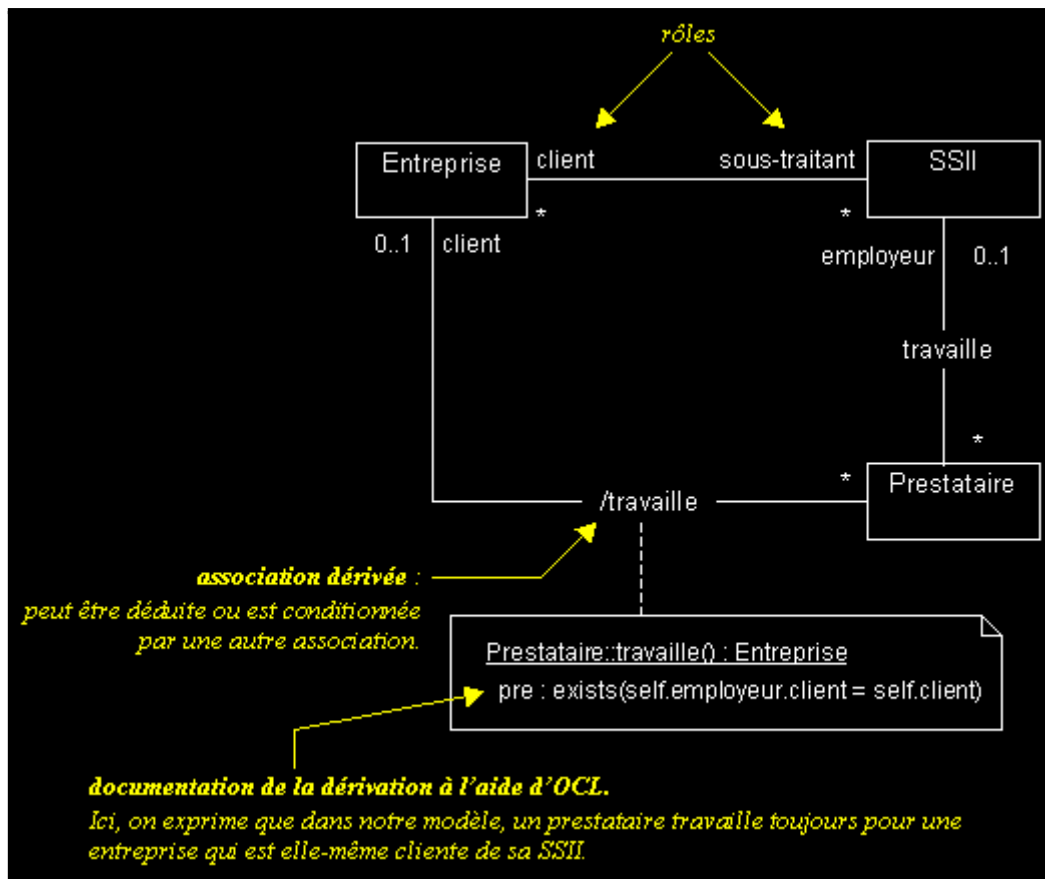 rôles
Entreprise
client
sous-traitant
SSII
*
*
0..1
client
employeur
0..1
travaille
*
*
Prestataire
/travaille
association dérivée :
peut être déduite ou est conditionnée
par une autre association.
Prestataire::travaille() : Entreprise
pre : exists(self.employeur.client = self.client)
documentation de la dérivation à l'aide d'OCL.
Ici, on exprime que dans notre modèle, un prestataire travaille toujours pour une
entreprise qui est elle-même cliente de sa SSII.